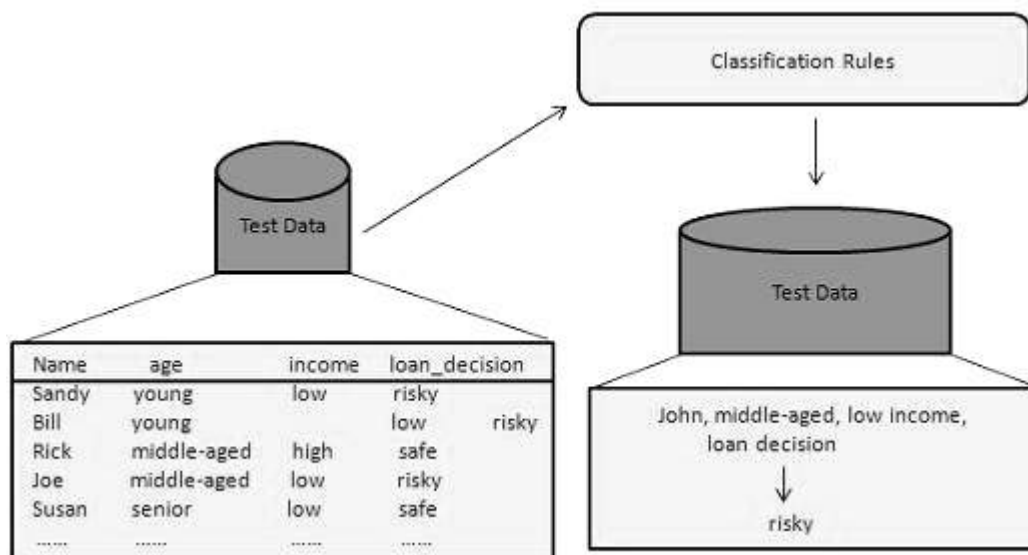 Classification Rules
Test Data
Name age income loan_decision
Sandy young low risky
Bill young low risky
Rick middle-aged high safe
Joe middle-aged low risky
Susan senior low safe
...... ...... ...... ......
Test Data
John, middle-aged, low income,
loan decision
risky